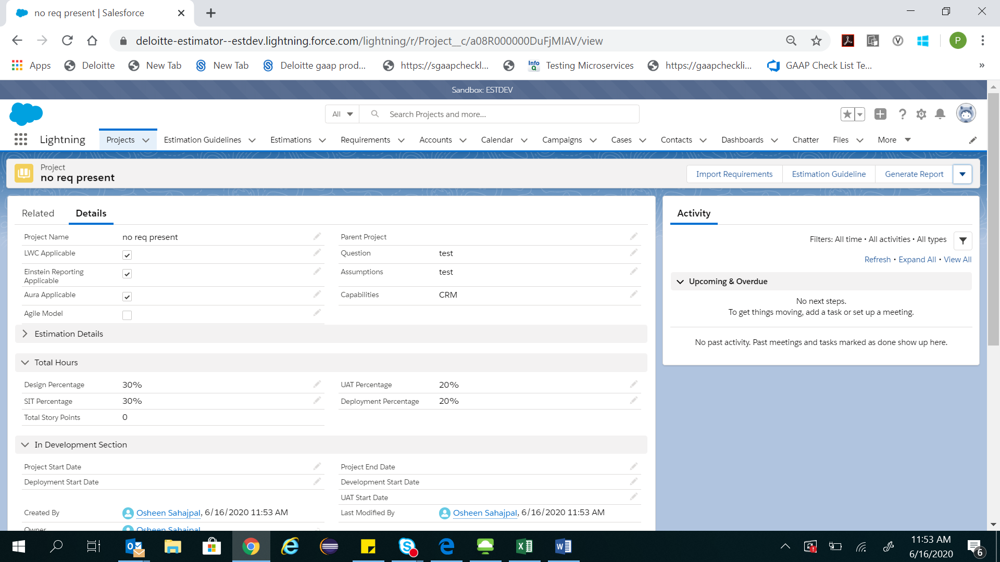 no req present | Salesforce
deloitte-estimator--estdev.lightning.force.com/lightning/r/Project__c/a08R000000DuFjMIAV/view
P
Apps Deloitte New Tab New Tab Deloitte gaap prod... https://sgaapcheckl... Info Q Testing Microservices https://gaapcheckli... GAAP Check List Te... »
Sandbox: ESTDEV
All Search Projects and more...
Lightning Projects Estimation Guidelines Estimations Requirements Accounts Calendar Campaigns Cases Contacts Dashboards Chatter Files More
Project
no req present
Import Requirements Estimation Guideline Generate Report
Related Details
Project Name no req present
Parent Project
LWC Applicable
Question test
Einstein Reporting
Applicable
Assumptions test
Aura Applicable
Capabilities CRM
Agile Model
Estimation Details
Total Hours
Design Percentage 30%
UAT Percentage 20%
SIT Percentage 30%
Deployment Percentage 20%
Total Story Points 0
In Development Section
Project Start Date
Project End Date
Deployment Start Date
Development Start Date
UAT Start Date
Created By Osheen Sahajpal, 6/16/2020 11:53 AM
Last Modified By Osheen Sahajpal, 6/16/2020 11:53 AM
Owner Osheen Sahajpal
Activity
Filters: All time • All activities • All types
Refresh • Expand All • View All
Upcoming & Overdue
No next steps.
To get things moving, add a task or set up a meeting.
No past activity. Past meetings and tasks marked as done show up here.
11:53 AM
6/16/2020
6